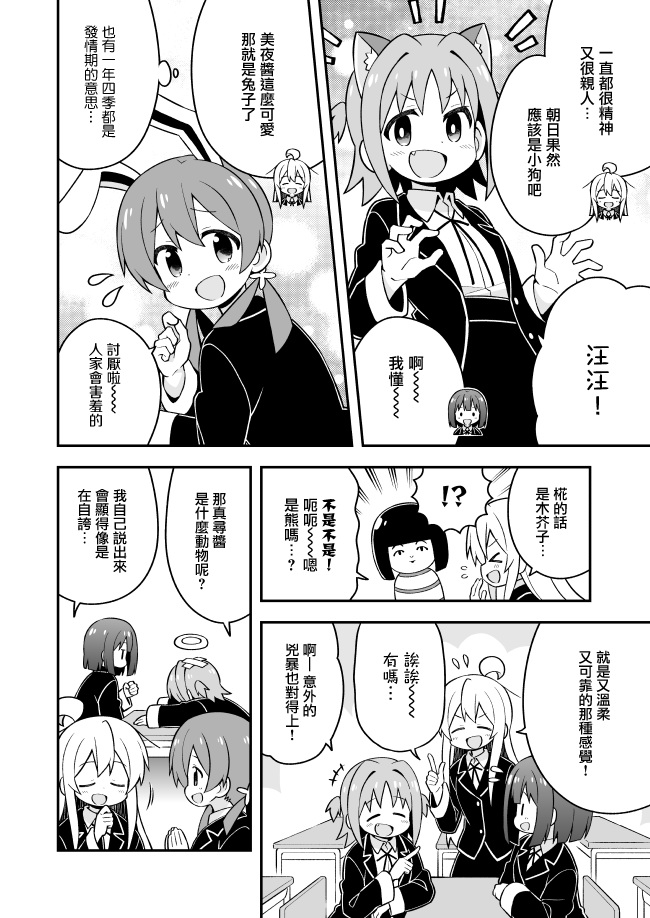 一直都很精神
又很親人…
朝日果然
應該是小狗吧
汪汪！
啊～～
我懂～～
美夜醬這麼可愛
那就是兔子了
也有一年四季都是
發情期的意思…
討厭啦～～
人家會害羞的
椛的話
是木芥子…
!?
不是不是！
呃呃～～嗯
是熊嗎…？
那真尋醬
是什麼動物呢？
我自己説出來
會顯得像是
在自誇…
就是又溫柔
又可靠的那種感覺！
誒誒～～
有嗎…
啊─意外的
兇暴也對得上！